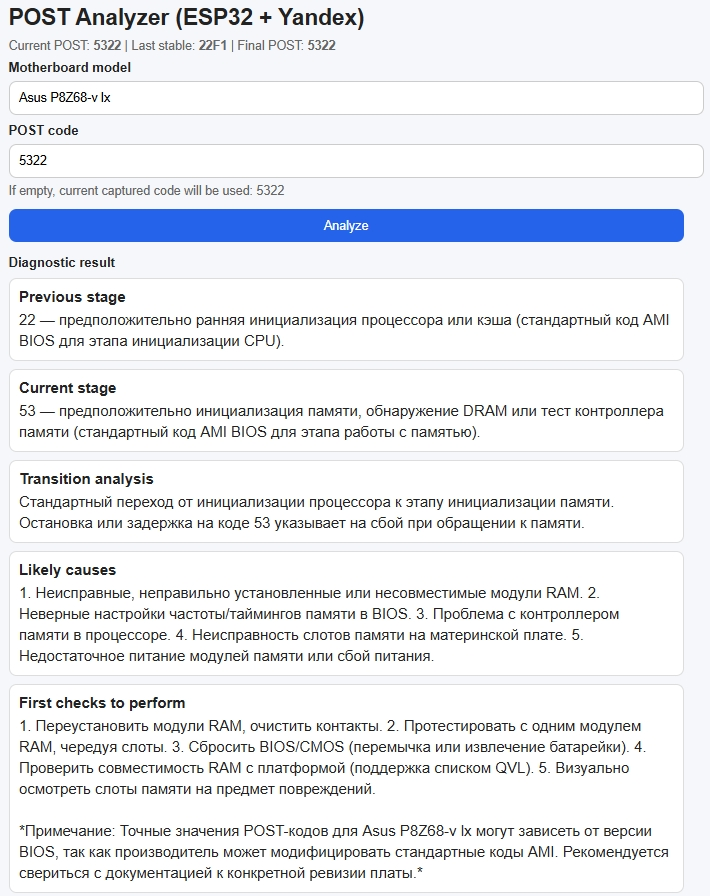 POST Analyzer (ESP32 + Yandex)
Current POST: 5322 | Last stable: 22F1 | Final POST: 5322
Motherboard model
Asus P8Z68-v lx
POST code
5322
If empty, current captured code will be used: 5322
Analyze
Diagnostic result
Previous stage
22 — предположительно ранняя инициализация процессора или кэша (стандартный код AMI
BIOS для этапа инициализации CPU).
Current stage
53 — предположительно инициализация памяти, обнаружение DRAM или тест контроллера
памяти (стандартный код AMI BIOS для этапа работы с памятью).
Transition analysis
Стандартный переход от инициализации процессора к этапу инициализации памяти.
Остановка или задержка на коде 53 указывает на сбой при обращении к памяти.
Likely causes
1. Неисправные, неправильно установленные или несовместимые модули RAM. 2.
Неверные настройки частоты/таймингов памяти в BIOS. 3. Проблема с контроллером
памяти в процессоре. 4. Неисправность слотов памяти на материнской плате. 5.
Недостаточное питание модулей памяти или сбой питания.
First checks to perform
1. Переустановить модули RAM, очистить контакты. 2. Протестировать с одним модулем
RAM, чередуя слоты. 3. Сбросить BIOS/CMOS (перемычка или извлечение батарейки). 4.
Проверить совместимость RAM с платформой (поддержка списком QVL). 5. Визуально
осмотреть слоты памяти на предмет повреждений.
*Примечание: Точные значения POST-кодов для Asus P8Z68-v lx могут зависеть от версии
BIOS, так как производитель может модифицировать стандартные коды AMI. Рекомендуется
свериться с документацией к конкретной ревизии платы.*